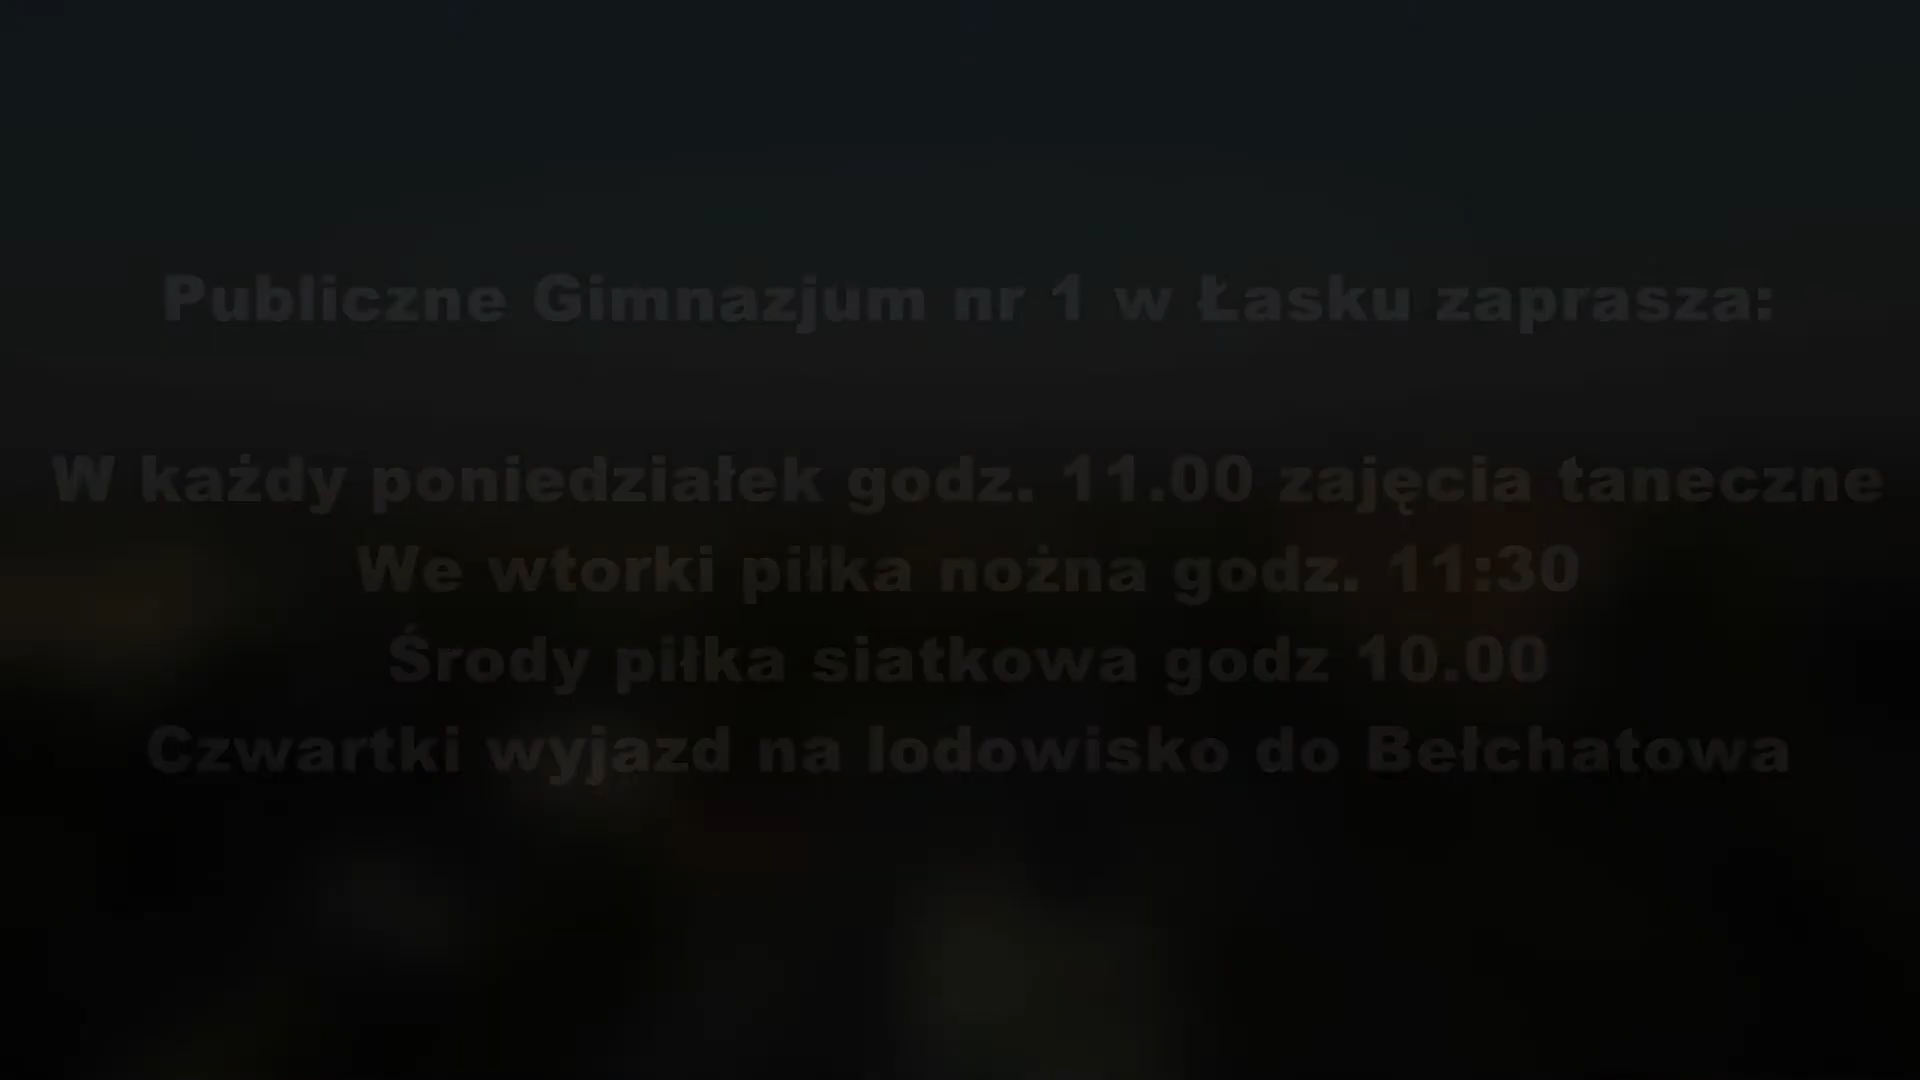 Publiczne Gimnazjum nr 1 w Łasku zaprasza:
W każdy poniedziałek godz. 11.00 zajęcia taneczne
We wtorki piłka nożna godz. 11:30
Środy piłka siatkowa godz 10.00
Czwartki wyjazd na lodowisko do Bełchatowa